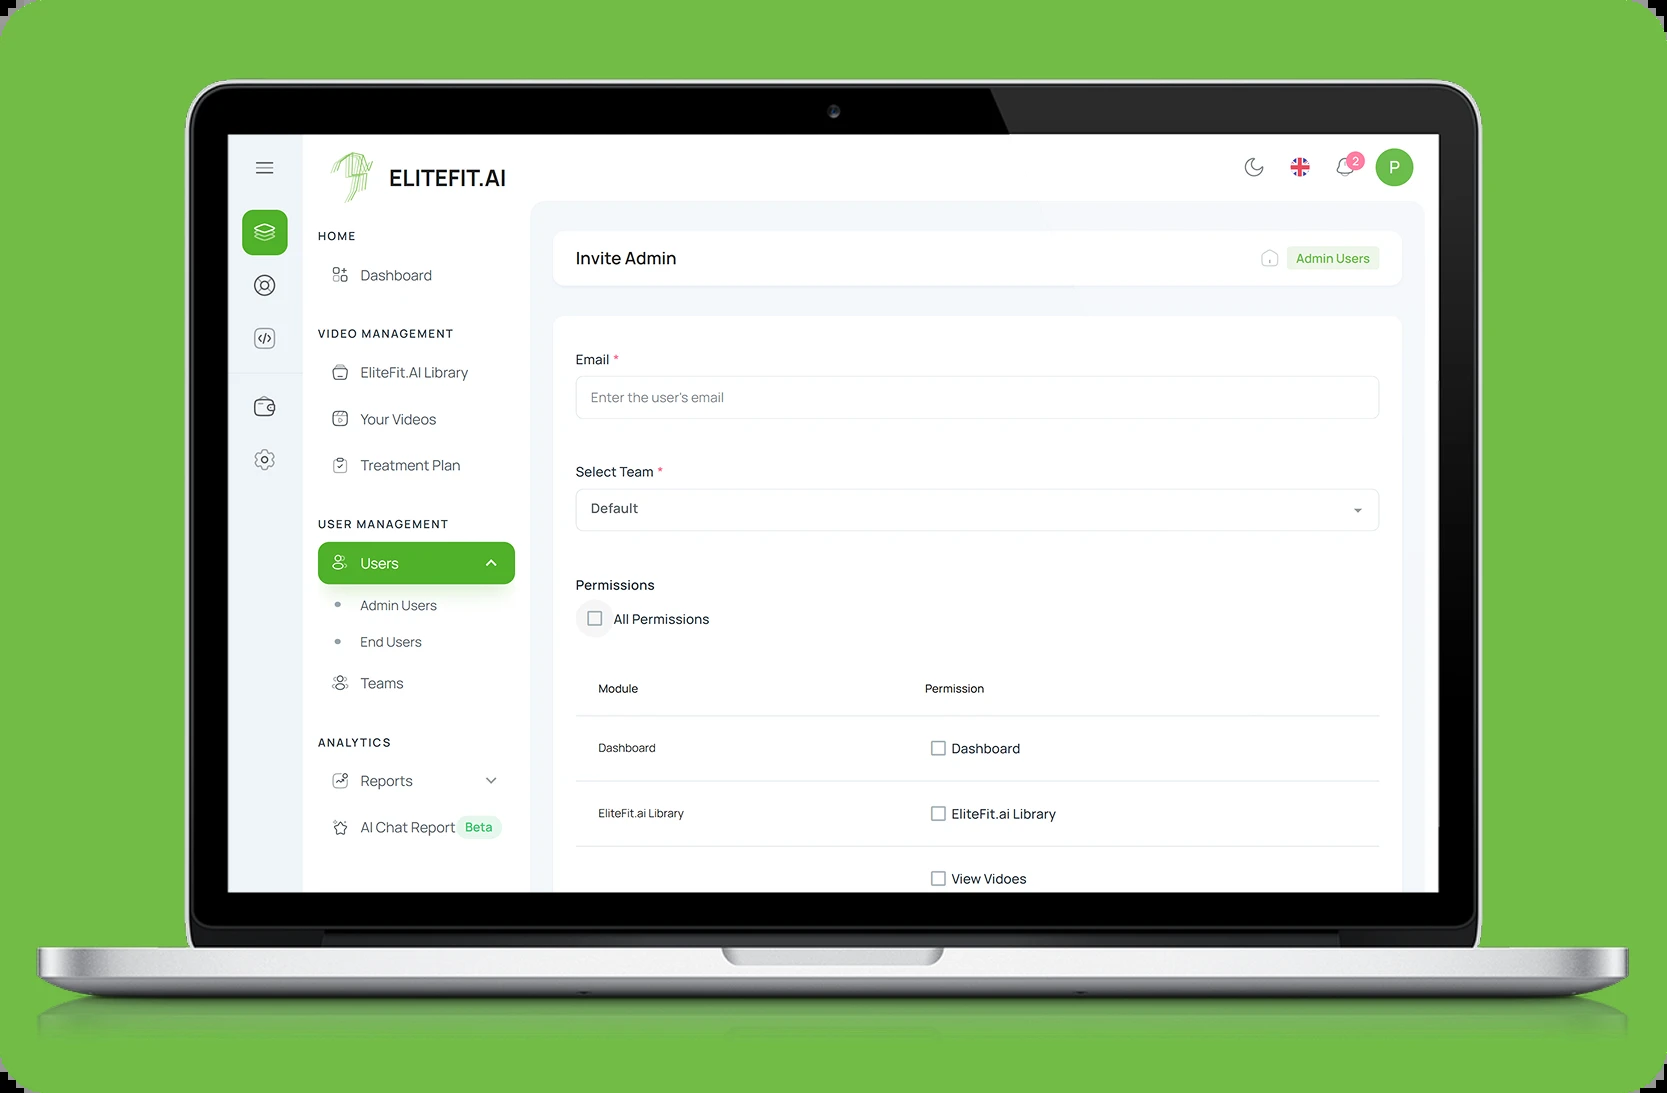 ELITEFIT.AI
2
P
HOME
Dashboard
VIDEO MANAGEMENT
EliteFit.AI Library
Your Videos
Treatment Plan
USER MANAGEMENT
Users
Admin Users
End Users
Teams
ANALYTICS
Reports
AI Chat Report Beta
Invite Admin
Admin Users
Email *
Enter the user's email
Select Team *
Default
Permissions
All Permissions
Module Permission
Dashboard Dashboard
EliteFit.ai Library EliteFit.ai Library
View Vidoes